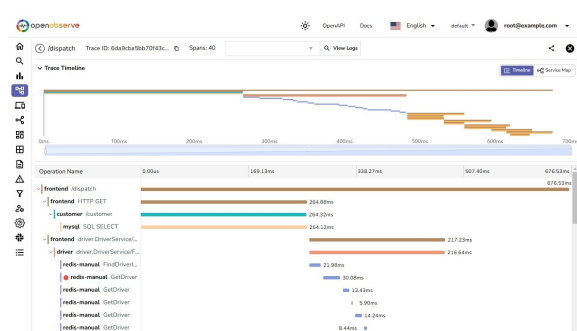 openobserve
OpenAPI Docs English default root@example.com
/dispatch Trace ID: 6da9cba5bb70f43c... Spans: 40 View Logs
Trace Timeline
Timeline Service Map
0ms 100ms 200ms 300ms 400ms 500ms 600ms 700ms
Operation Name 0.00us 169.13ms 338.27ms 507.40ms 676.53ms
676.53ms
frontend /dispatch
frontend HTTP GET 264.88ms
customer /customer 264.32ms
mysql SQL SELECT 264.12ms
frontend driver.DriverService/... 217.23ms
driver driver.DriverService/F... 216.64ms
redis-manual FindDriverI... 21.98ms
redis-manual GetDriver 30.08ms
redis-manual GetDriver 13.43ms
redis-manual GetDriver 5.90ms
redis-manual GetDriver 14.24ms
redis-manual GetDriver 8.44ms